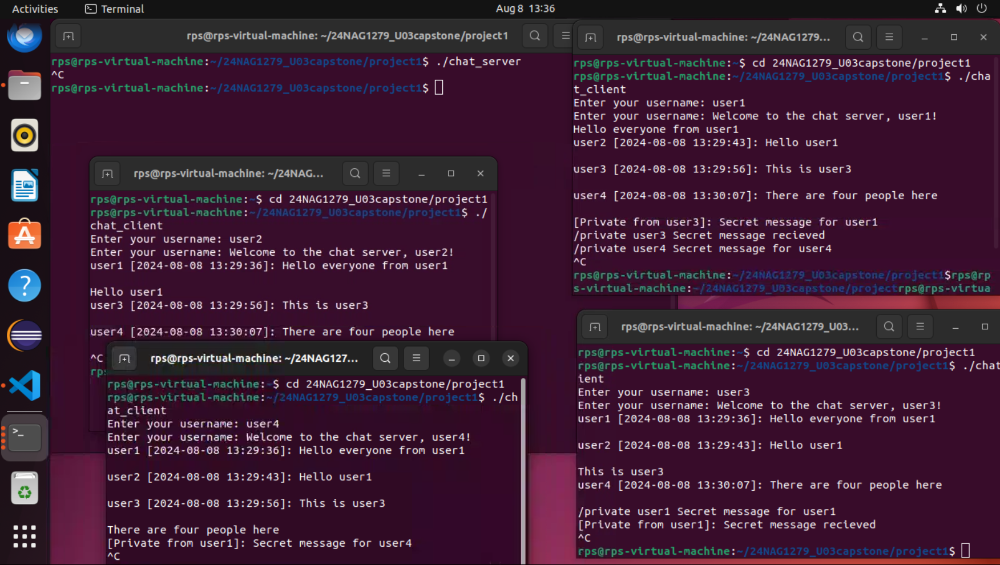 Activities
Terminal
Aug 8 13:36
rps@rps-virtual-machine: ~/24NAG1279_U03capstone/project1
rps@rps-virtual-machine:~/24NAG1279_U03capstone/project1$ ./chat_server
^C
rps@rps-virtual-machine:~/24NAG1279_U03capstone/project1$
rps@rps-virtual-machine: ~/24NAG1279...
rps@rps-virtual-machine:~$ cd 24NAG1279_U03capstone/project1
rps@rps-virtual-machine:~/24NAG1279_U03capstone/project1$ ./cha
t_client
Enter your username: user1
Enter your username: Welcome to the chat server, user1!
Hello everyone from user1
user2 [2024-08-08 13:29:43]: Hello user1
user3 [2024-08-08 13:29:56]: This is user3
user4 [2024-08-08 13:30:07]: There are four people here
[Private from user3]: Secret message for user1
/private user3 Secret message recieved
/private user4 Secret message for user4
^C
rps@rps-virtual-machine:~/24NAG1279_U03capstone/project1$rps@rp
s-virtual-machine:~/24NAG1279_U03capstone/projectrps@rps-virtua
rps@rps-virtual-machine: ~/24NAG...
rps@rps-virtual-machine:~$ cd 24NAG1279_U03capstone/project1
rps@rps-virtual-machine:~/24NAG1279_U03capstone/project1$ ./
chat_client
Enter your username: user2
Enter your username: Welcome to the chat server, user2!
user1 [2024-08-08 13:29:36]: Hello everyone from user1
Hello user1
user3 [2024-08-08 13:29:56]: This is user3
user4 [2024-08-08 13:30:07]: There are four people here
^C
rps
rps@rps-virtual-machine: ~/24NAG127...
rps@rps-virtual-machine:~$ cd 24NAG1279_U03capstone/project1
rps@rps-virtual-machine:~/24NAG1279_U03capstone/project1$ ./ch
at_client
Enter your username: user4
Enter your username: Welcome to the chat server, user4!
user1 [2024-08-08 13:29:36]: Hello everyone from user1
user2 [2024-08-08 13:29:43]: Hello user1
user3 [2024-08-08 13:29:56]: This is user3
There are four people here
[Private from user1]: Secret message for user4
^C
rps@rps-virtual-machine: ~/24NAG1279_U03...
rps@rps-virtual-machine:~$ cd 24NAG1279_U03capstone/project1
rps@rps-virtual-machine:~/24NAG1279_U03capstone/project1$ ./chat
ient
Enter your username: user3
Enter your username: Welcome to the chat server, user3!
user1 [2024-08-08 13:29:36]: Hello everyone from user1
user2 [2024-08-08 13:29:43]: Hello user1
This is user3
user4 [2024-08-08 13:30:07]: There are four people here
/private user1 Secret message for user1
[Private from user1]: Secret message recieved
^C
rps@rps-virtual-machine:~/24NAG1279_U03capstone/project1$